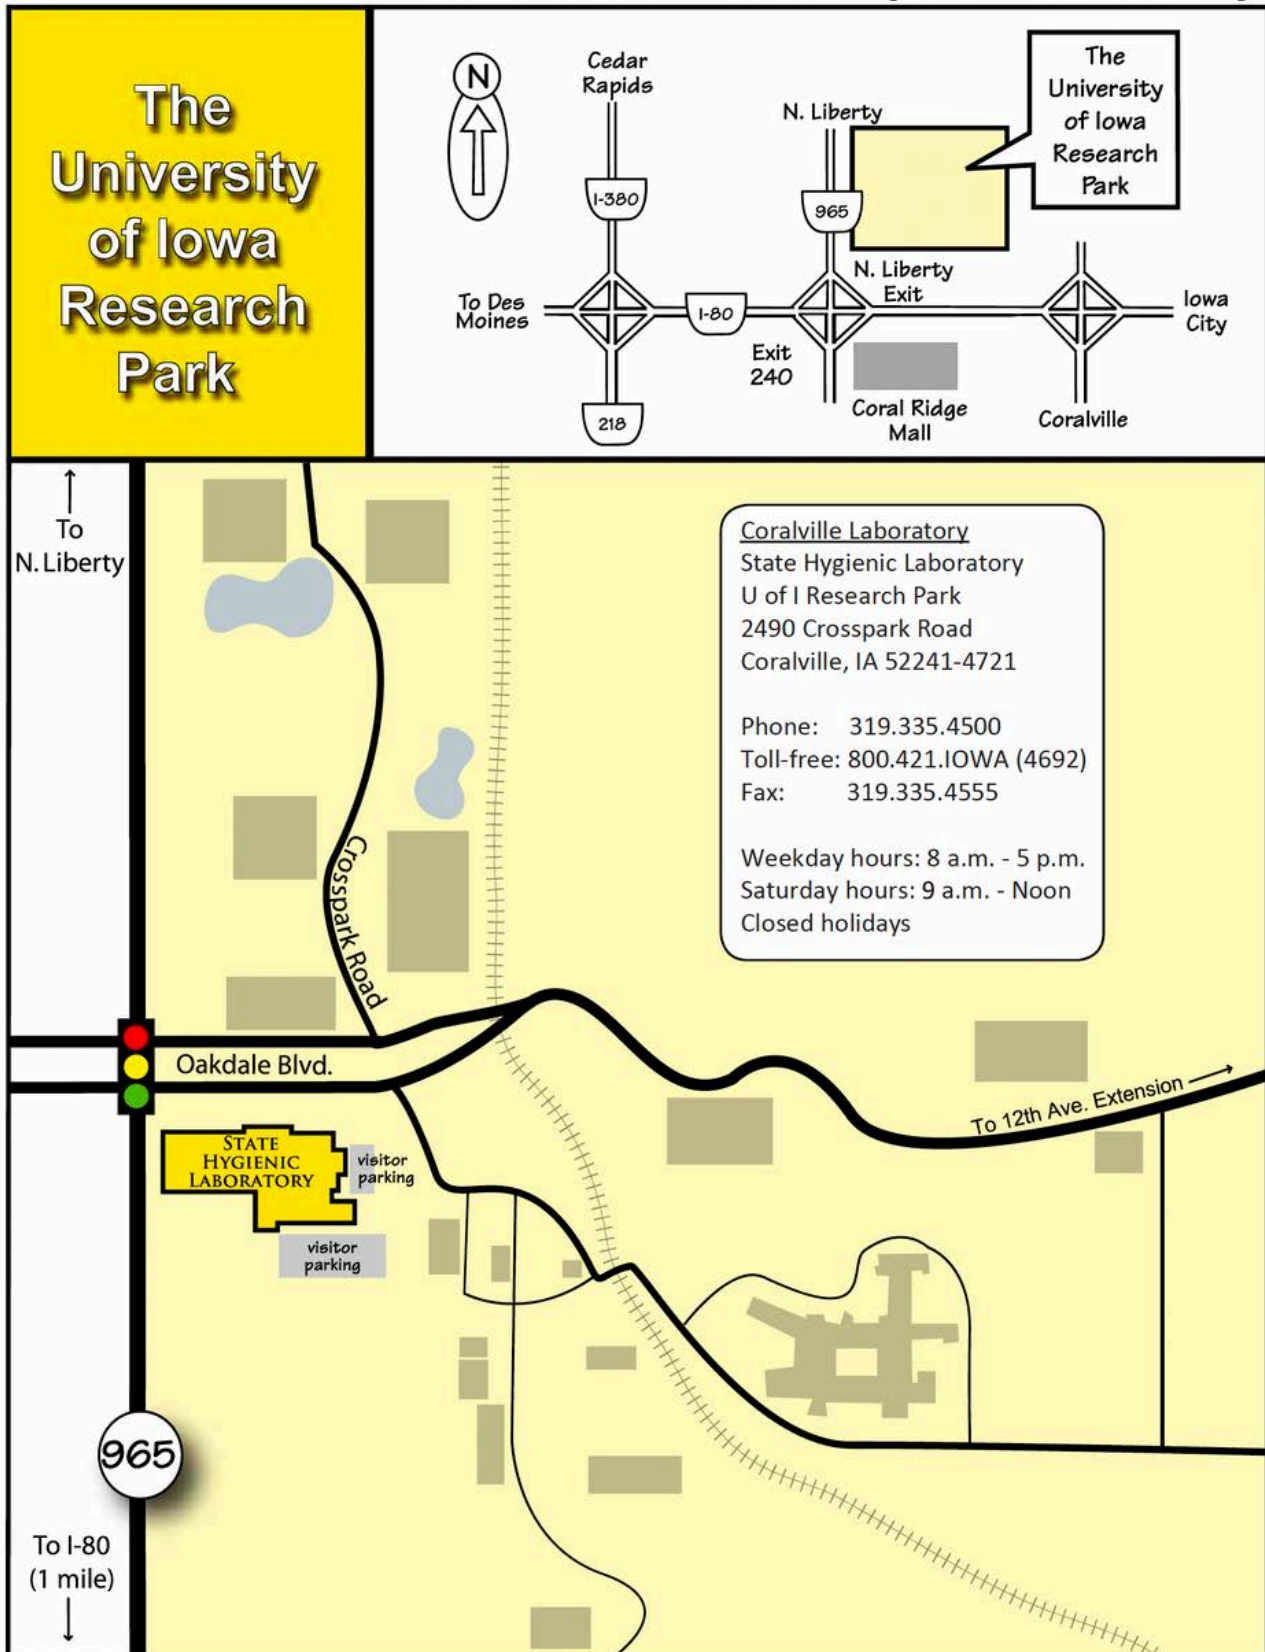 The
University
of Iowa
Research
Park
N
Cedar
Rapids
I-380
N. Liberty
965
The
University
of Iowa
Research
Park
To Des
Moines
I-80
N. Liberty
Exit
Iowa
City
Exit
240
218
Coral Ridge
Mall
Coralville
To
N. Liberty
Coralville Laboratory
State Hygienic Laboratory
U of I Research Park
2490 Crosspark Road
Coralville, IA 52241-4721
Phone: 319.335.4500
Toll-free: 800.421.IOWA (4692)
Fax: 319.335.4555
Weekday hours: 8 a.m. - 5 p.m.
Saturday hours: 9 a.m. - Noon
Closed holidays
Crosspark Road
Oakdale Blvd.
To 12th Ave. Extension
STATE
HYGIENIC
LABORATORY
visitor
parking
visitor
parking
965
To I-80
(1 mile)